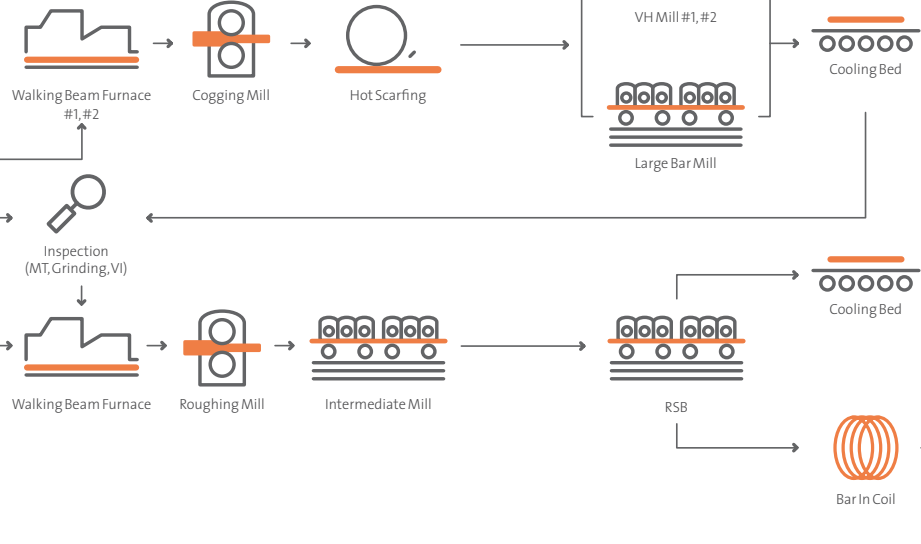 VH Mill #1, #2
Cooling Bed
Walking Beam Furnace
#1, #2
Cogging Mill
Hot Scarfing
Large Bar Mill
Inspection
(MT, Grinding, VI)
Cooling Bed
Walking Beam Furnace
Roughing Mill
Intermediate Mill
RSB
Bar In Coil